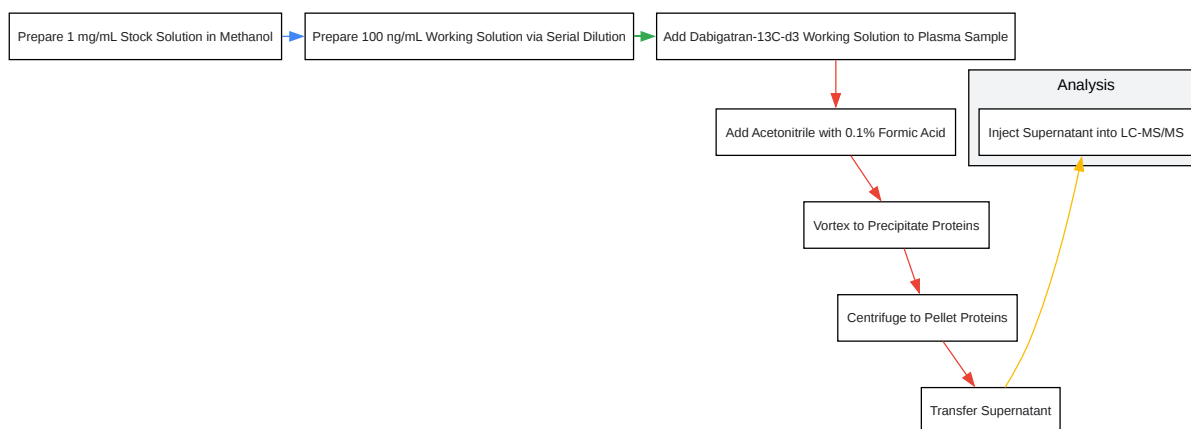 Prepare 1 mg/mL Stock Solution in Methanol
Prepare 100 ng/mL Working Solution via Serial Dilution
Add Dabigatran-13C-d3 Working Solution to Plasma Sample
Analysis
Add Acetonitrile with 0.1% Formic Acid
Inject Supernatant into LC-MS/MS
Vortex to Precipitate Proteins
Centrifuge to Pellet Proteins
Transfer Supernatant